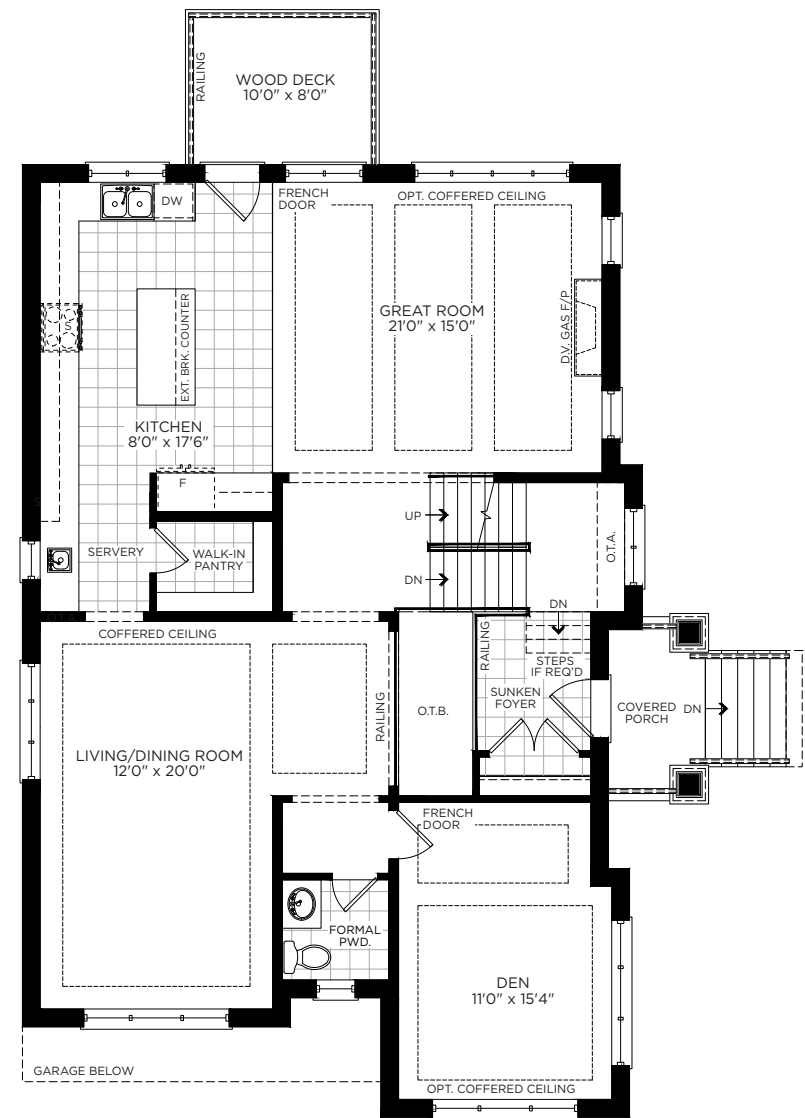 RAILING
WOOD DECK
10'0" x 8'0"
DW
FRENCH
DOOR
OPT. COFFERED CEILING
S
EXT. BRK. COUNTER
GREAT ROOM
21'0" x 15'0"
D.V. GAS F/P
KITCHEN
8'0" x 17'6"
F
S
UP
SERVERY
WALK-IN
PANTRY
DN
O.T.A.
O.T.A.
COFFERED CEILING
DN
RAILING
STEPS
IF REQ'D
SUNKEN
FOYER
RAILING
O.T.B.
COVERED
PORCH
DN
LIVING/DINING ROOM
12'0" x 20'0"
FRENCH
DOOR
FORMAL
PWD.
DEN
11'0" x 15'4"
GARAGE BELOW
OPT. COFFERED CEILING